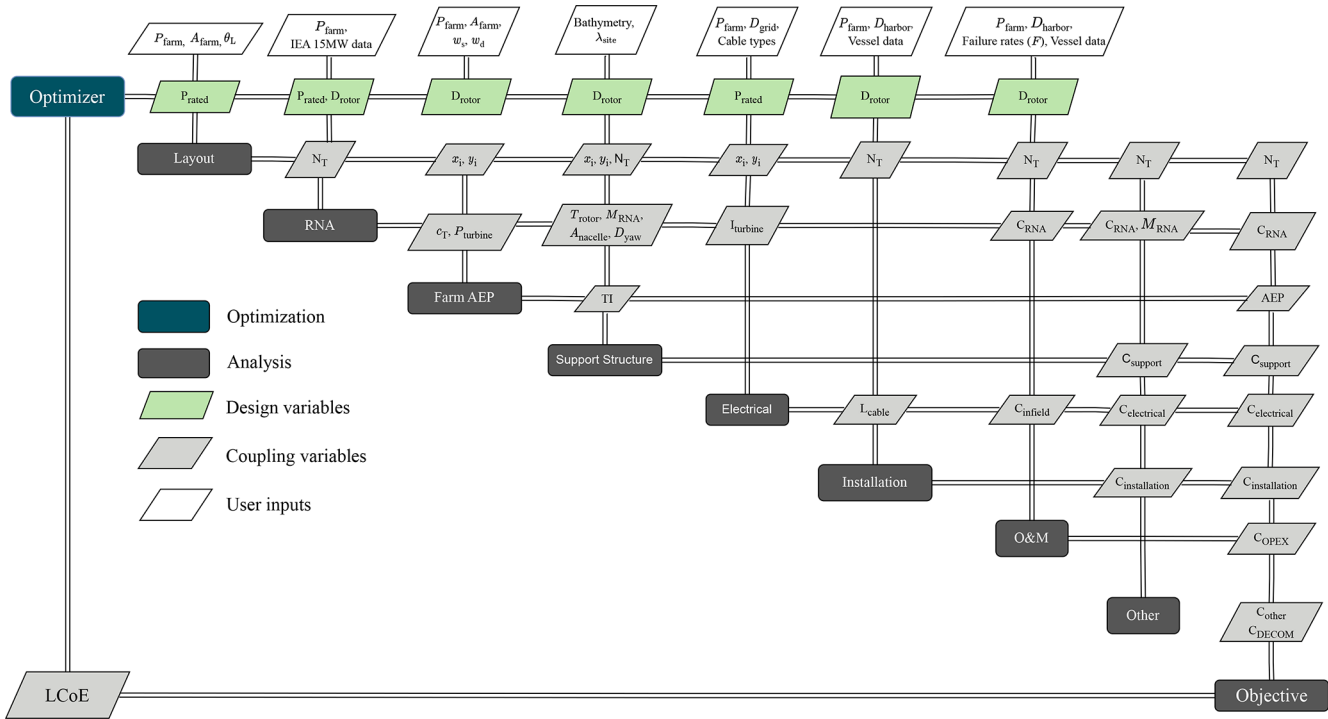 P_farm, A_farm, θ_L
P_farm,
IEA 15MW data
P_farm, A_farm,
w_s, w_d
Bathymetry,
λ_site
P_farm, D_grid,
Cable types
P_farm, D_harbor,
Vessel data
P_farm, D_harbor,
Failure rates (F), Vessel data
Optimizer
P_rated
P_rated, D_rotor
D_rotor
D_rotor
P_rated
D_rotor
D_rotor
Layout
N_T
x_i, y_i
x_i, y_i, N_T
x_i, y_i
N_T
N_T
N_T
N_T
RNA
c_T, P_turbine
T_rotor, M_RNA,
A_nacelle, D_yaw
I_turbine
C_RNA
C_RNA, M_RNA
C_RNA
Farm AEP
TI
AEP
Optimization
Support Structure
C_support
C_support
Analysis
Design variables
Electrical
L_cable
C_infield
C_electrical
C_electrical
Coupling variables
Installation
C_installation
C_installation
User inputs
O&M
C_OPEX
Other
C_other
C_DECOM
LCoE
Objective